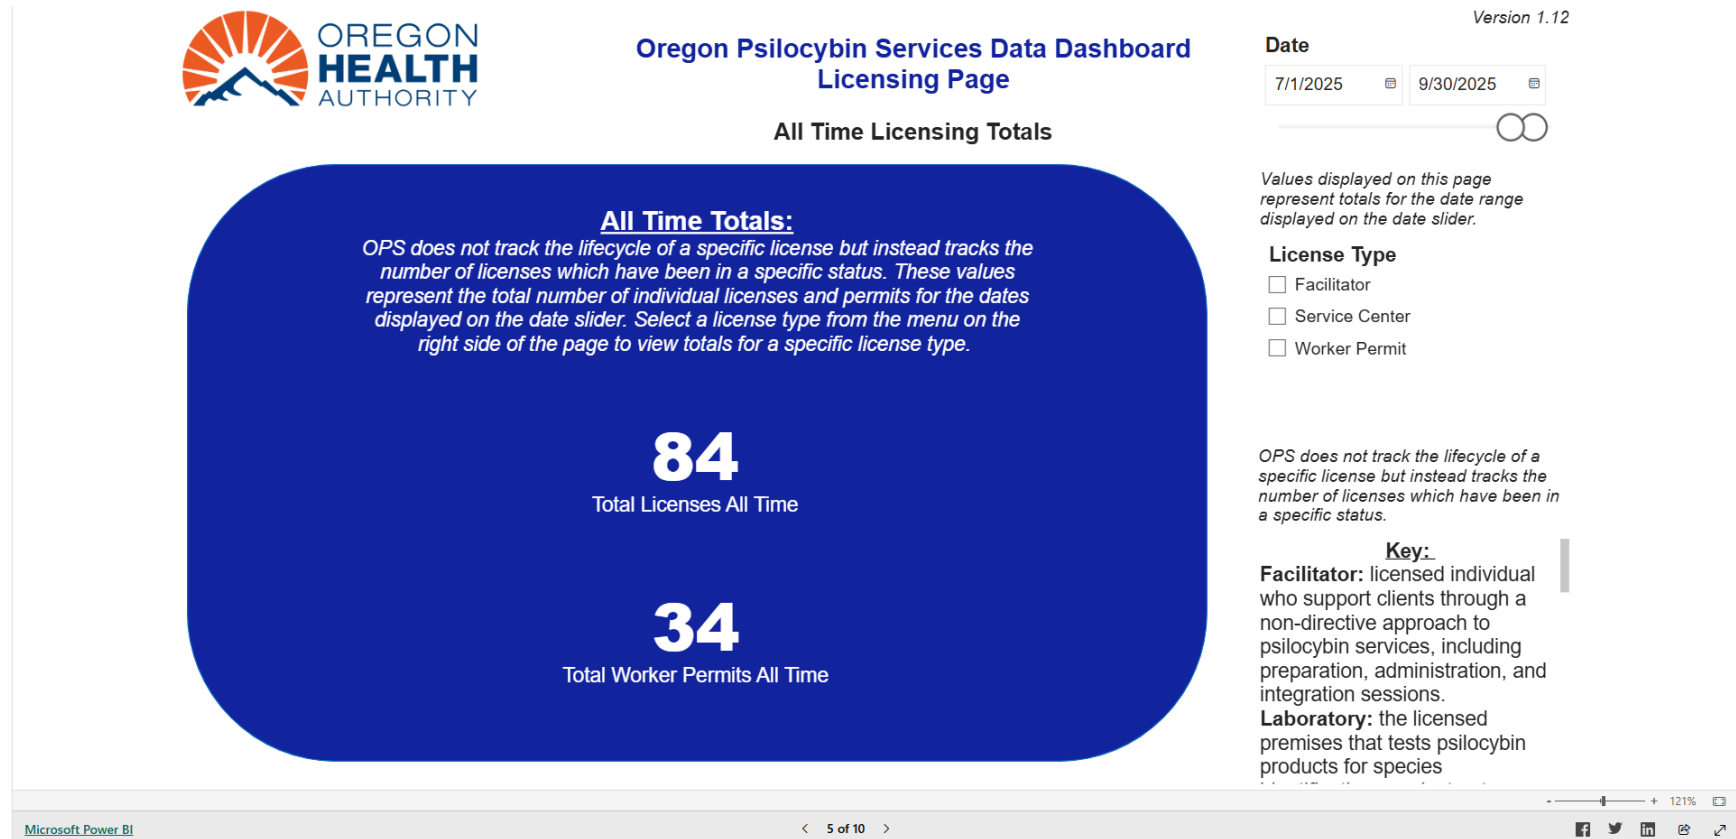 OREGON
HEALTH
AUTHORITY
Oregon Psilocybin Services Data Dashboard
Licensing Page
All Time Licensing Totals
Version 1.12
Date
7/1/2025
9/30/2025
Values displayed on this page
represent totals for the date range
displayed on the date slider.
License Type
Facilitator
Service Center
Worker Permit
All Time Totals:
OPS does not track the lifecycle of a specific license but instead tracks the
number of licenses which have been in a specific status. These values
represent the total number of individual licenses and permits for the dates
displayed on the date slider. Select a license type from the menu on the
right side of the page to view totals for a specific license type.
84
Total Licenses All Time
34
Total Worker Permits All Time
OPS does not track the lifecycle of a
specific license but instead tracks the
number of licenses which have been in
a specific status.
Key:
Facilitator: licensed individual
who support clients through a
non-directive approach to
psilocybin services, including
preparation, administration, and
integration sessions.
Laboratory: the licensed
premises that tests psilocybin
products for species
- + 121%
Microsoft Power BI
< 5 of 10 >